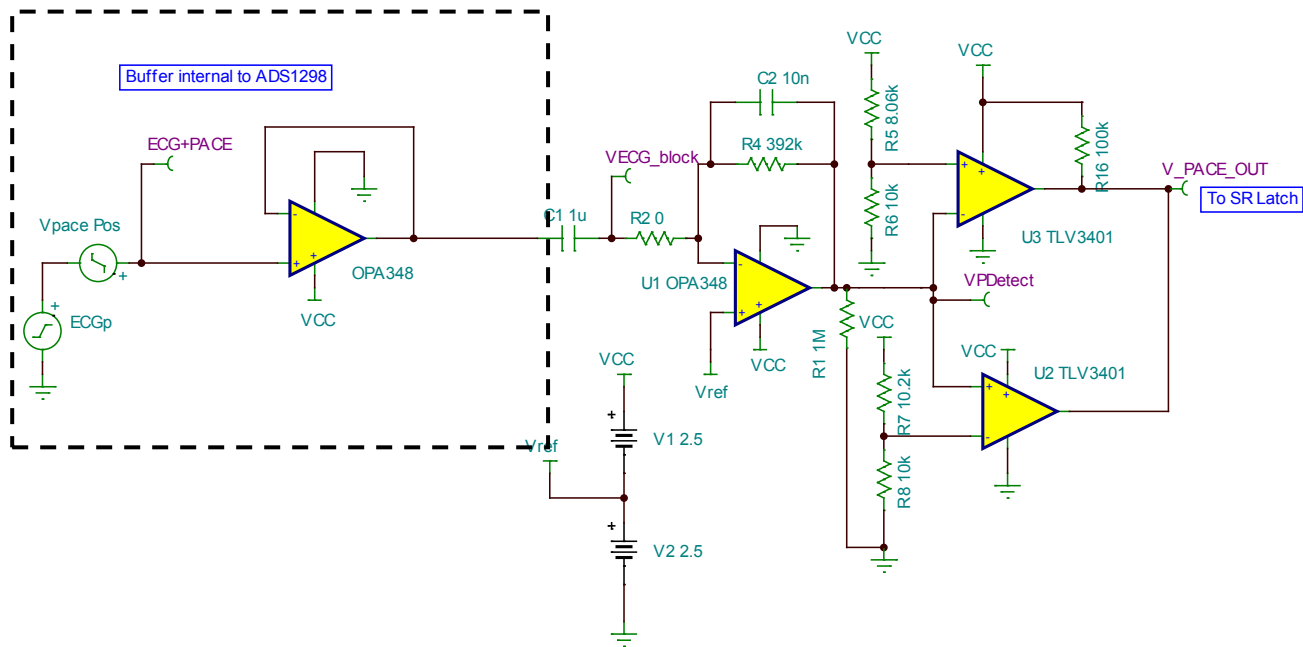 Buffer internal to ADS1298
ECG+PACE
Vpace Pos
+
ECGp
+
-
+
+
OPA348
VCC
C1 1u
VECG_block
R2 0
C2 10n
R4 392k
U1 OPA348
-
+
+
Vref
VCC
R1 1M
VCC
R5 8.06k
R6 10k
VCC
+
-
+
R16 100k
U3 TLV3401
V_PACE_OUT
To SR Latch
VPDetect
VCC
R7 10.2k
R8 10k
VCC
+
+
-
U2 TLV3401
VCC
+
V1 2.5
Vref
+
V2 2.5